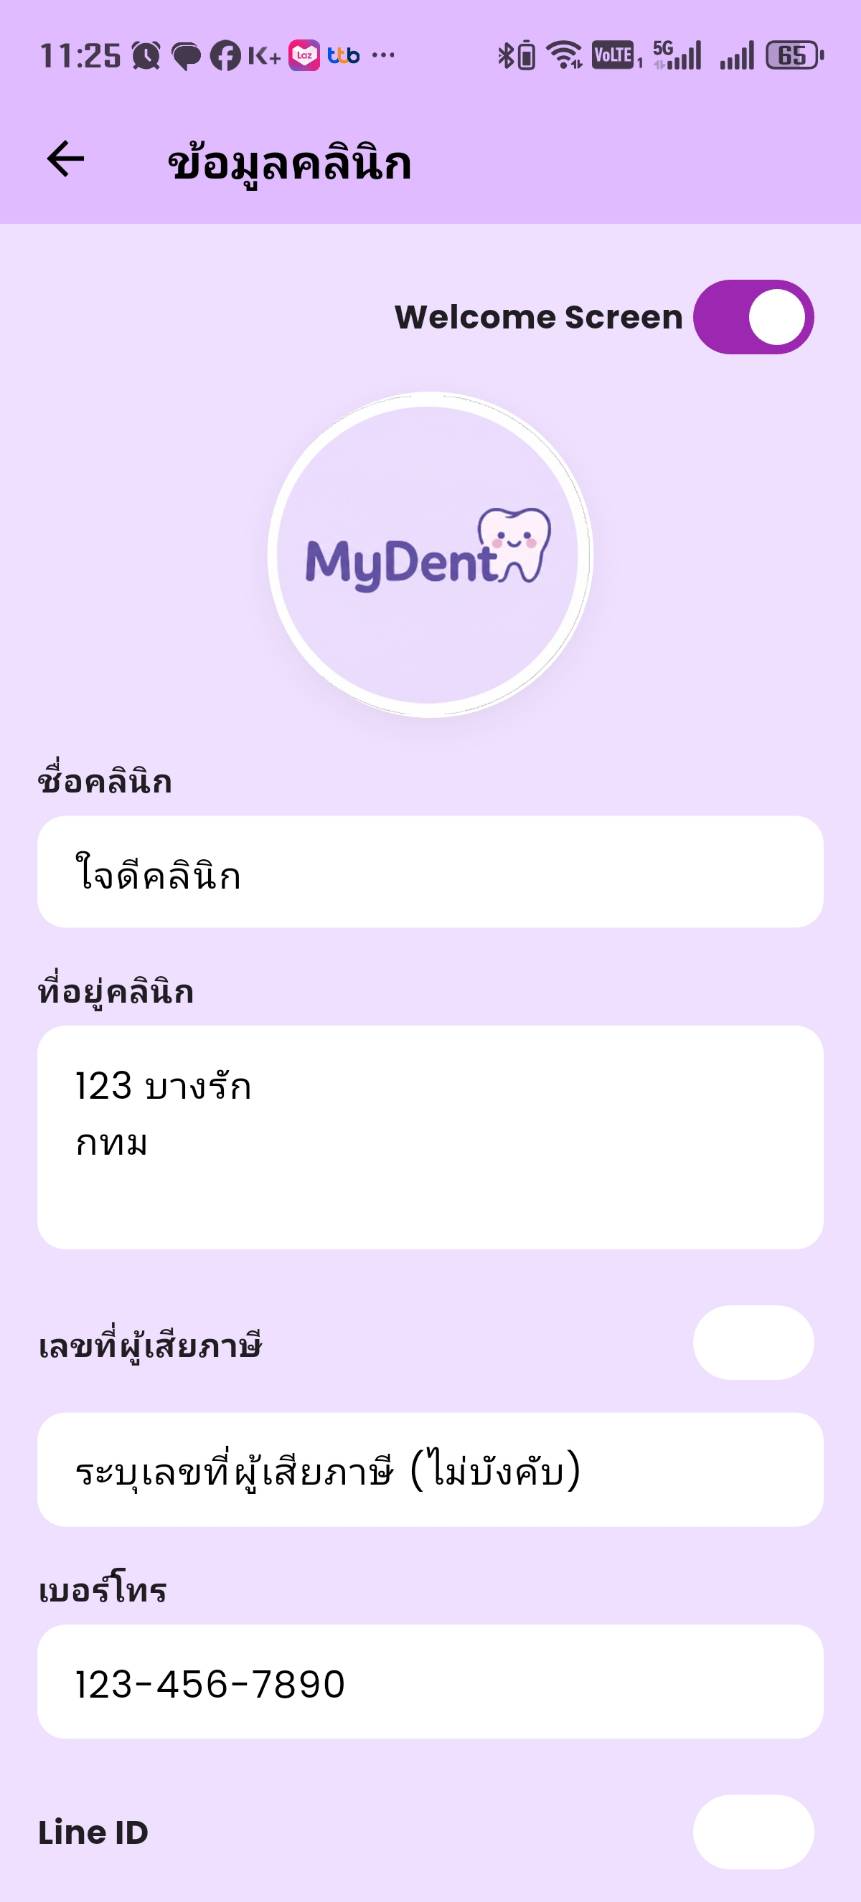 11:25 K+ Laz ttb ... VoLTE 1 5G 65
ข้อมูลคลินิก
Welcome Screen
MyDent
ชื่อคลินิก
ใจดีคลินิก
ที่อยู่คลินิก
123 บางรัก
กทม
เลขที่ผู้เสียภาษี
ระบุเลขที่ผู้เสียภาษี (ไม่บังคับ)
เบอร์โทร
123-456-7890
Line ID